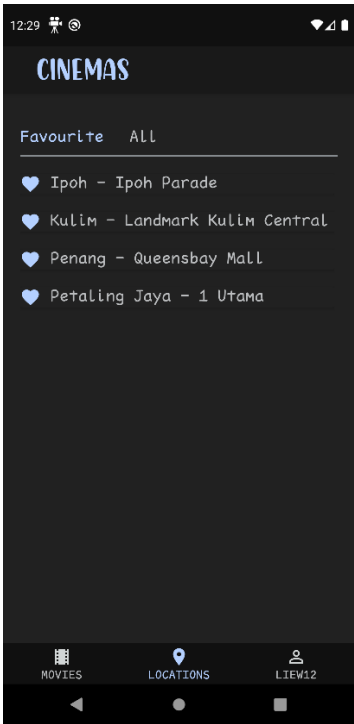 12:29
CINEMAS
Favourite All
Ipoh - Ipoh Parade
Kulim - Landmark Kulim Central
Penang - Queensbay Mall
Petaling Jaya - 1 Utama
MOVIES LOCATIONS LIEW12